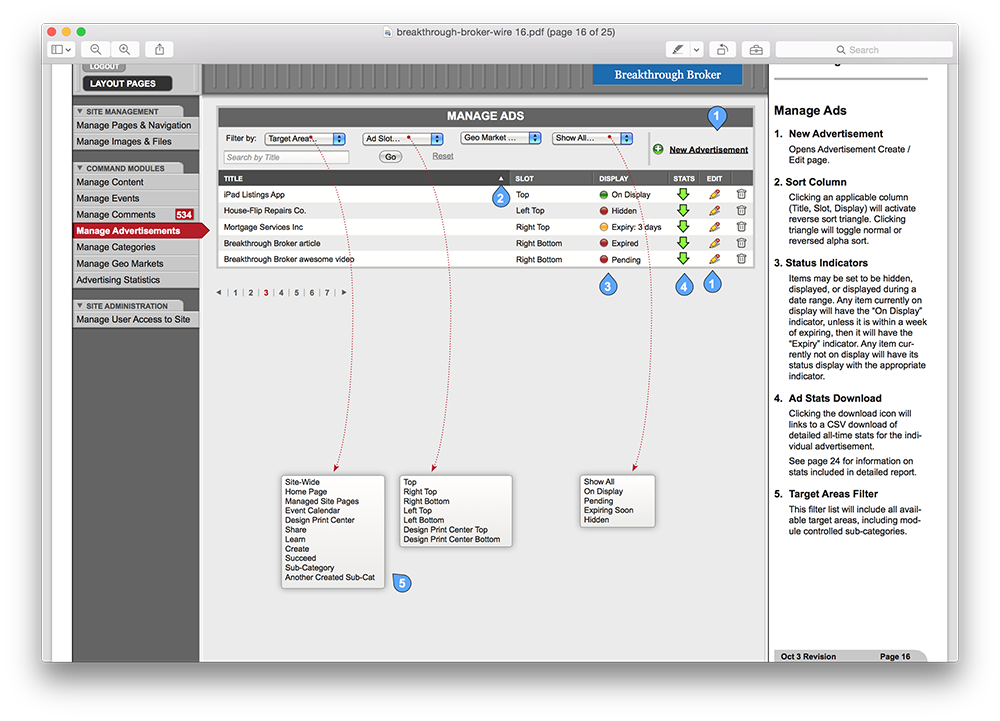 breakthrough-broker-wire 16.pdf (page 16 of 25)
Search
LOGOUT
LAYOUT PAGES
Breakthrough Broker
SITE MANAGEMENT
Manage Pages & Navigation
Manage Images & Files
COMMAND MODULES
Manage Content
Manage Events
Manage Comments 534
Manage Advertisements
Manage Categories
Manage Geo Markets
Advertising Statistics
SITE ADMINISTRATION
Manage User Access to Site
MANAGE ADS
1
Filter by: Target Area... Ad Slot... Geo Market ... Show All...
New Advertisement
Search by Title Go Reset
TITLE SLOT DISPLAY STATS EDIT
2
iPad Listings App Top On Display
House-Flip Repairs Co. Left Top Hidden
Mortgage Services Inc Right Top Expiry: 3 days
Breakthrough Broker article Right Bottom Expired
Breakthrough Broker awesome video Right Bottom Pending
3 4 1
1 2 3 4 5 6 7
Site-Wide
Home Page
Managed Site Pages
Event Calendar
Design Print Center
Share
Learn
Create
Succeed
Sub-Category
Another Created Sub-Cat
5
Top
Right Top
Right Bottom
Left Top
Left Bottom
Design Print Center Top
Design Print Center Bottom
Show All
On Display
Pending
Expiring Soon
Hidden
Manage Ads
1. New Advertisement
Opens Advertisement Create /
Edit page.
2. Sort Column
Clicking an applicable column
(Title, Slot, Display) will activate
reverse sort triangle. Clicking
triangle will toggle normal or
reversed alpha sort.
3. Status Indicators
Items may be set to be hidden,
displayed, or displayed during a
date range. Any item currently on
display will have the "On Display"
indicator, unless it is within a week
of expiring, then it will have the
"Expiry" indicator. Any item cur-
rently not on display will have its
status display with the appropriate
indicator.
4. Ad Stats Download
Clicking the download icon will
links to a CSV download of
detailed all-time stats for the indi-
vidual advertisement.
See page 24 for information on
stats included in detailed report.
5. Target Areas Filter
This filter list will include all avail-
able target areas, including mod-
ule controlled sub-categories.
Oct 3 Revision Page 16